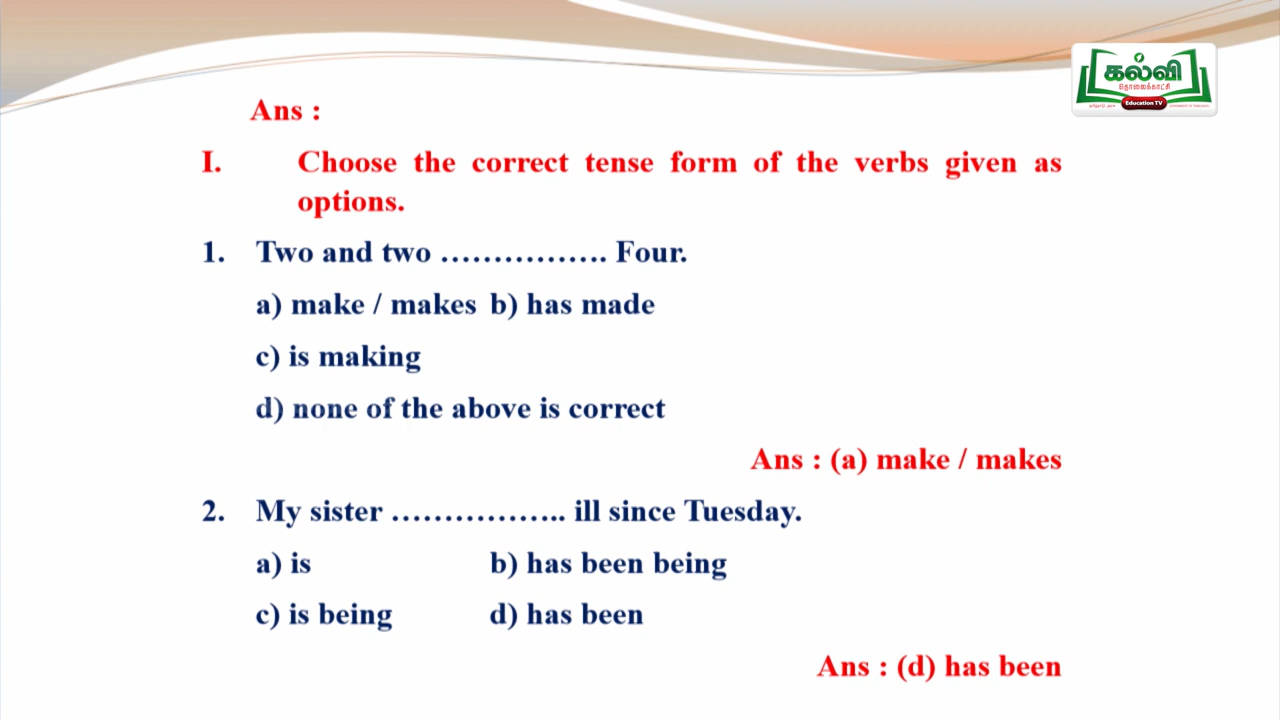 கல்வி
தொலைக்காட்சி
Education TV
Ans :
I. Choose the correct tense form of the verbs given as
options.
1. Two and two ................ Four.
a) make / makes b) has made
c) is making
d) none of the above is correct
Ans : (a) make / makes
2. My sister ................. ill since Tuesday.
a) is b) has been being
c) is being d) has been
Ans : (d) has been